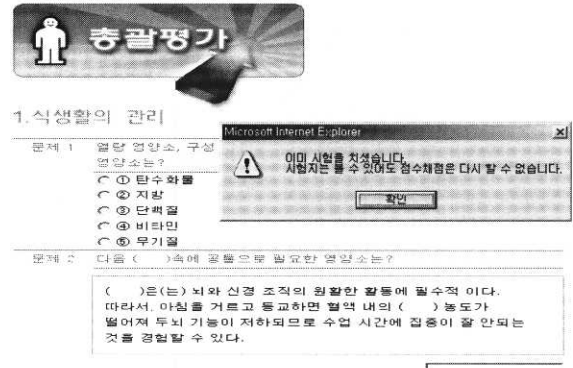 총괄평가
1.식생활의 관리
문제 1 열량 영양소, 구성
영양소는?
① 탄수화물
② 지방
③ 단백질
④ 비타민
⑤ 무기질
Microsoft Internet Explorer
이미 시험을 치셨습니다.
시험지는 볼 수 있어도 점수채점은 다시 할 수 없습니다.
확인
문제 2 다음 ( )속에 공통으로 필요한 영양소는?
( )은(는) 뇌와 신경 조직의 원활한 활동에 필수적 이다.
따라서, 아침을 거르고 등교하면 혈액 내의 ( ) 농도가
떨어져 두뇌 기능이 저하되므로 수업 시간에 집중이 잘 안되는
것을 경험할 수 있다.